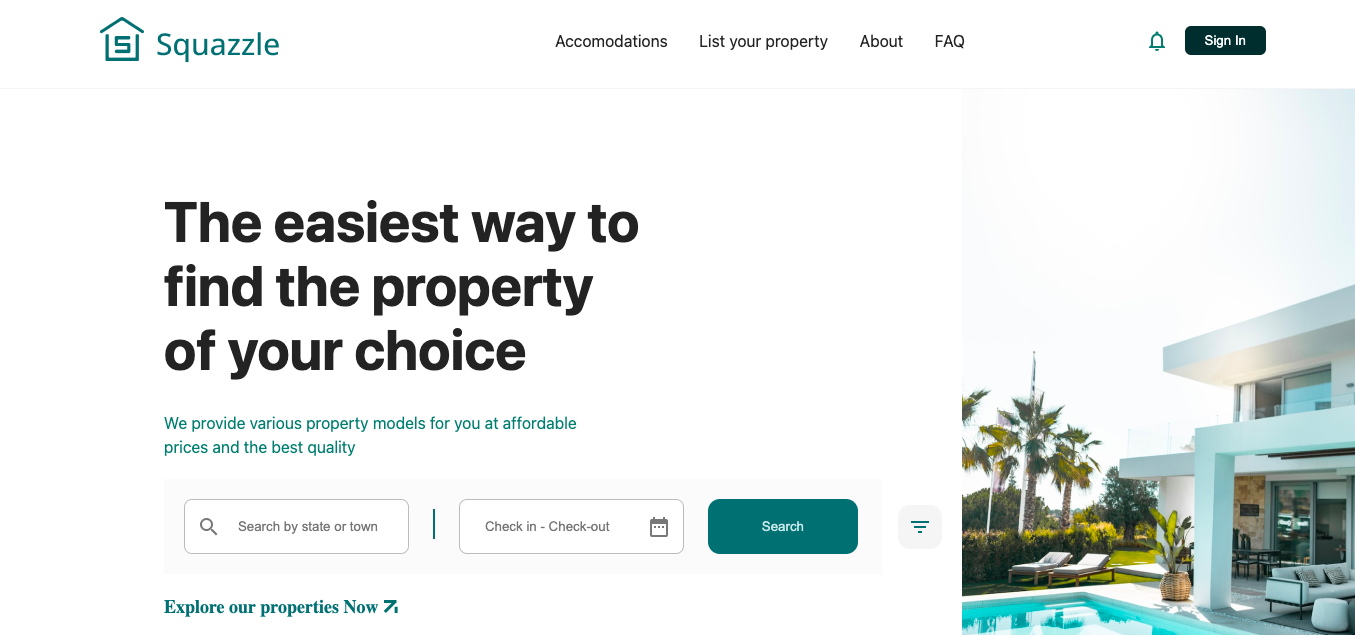 Squazzle
Accomodations
List your property
About
FAQ
Sign In
The easiest way to
find the property
of your choice
We provide various property models for you at affordable
prices and the best quality
Search by state or town
Check in - Check-out
Search
Explore our properties Now